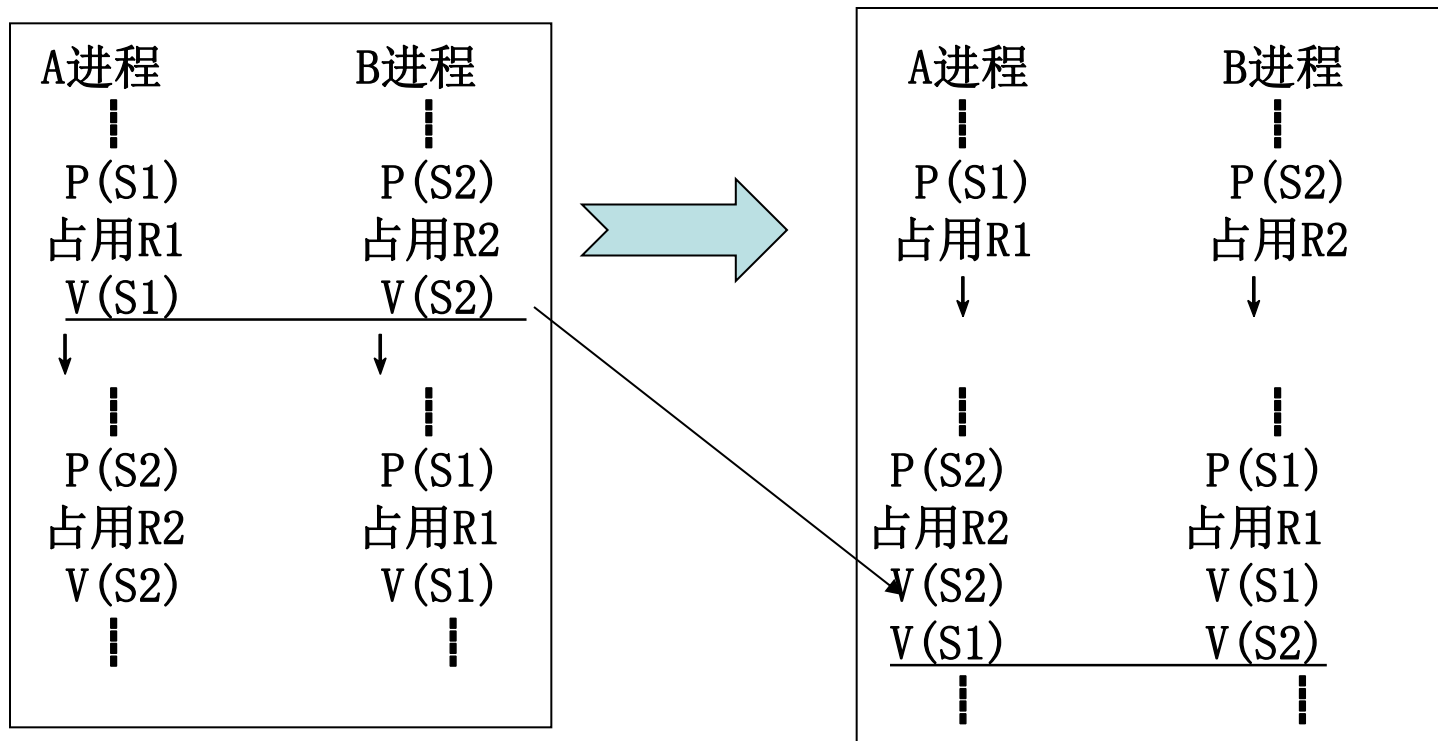 A进程 B进程
P(S1) P(S2)
占用R1 占用R2
V(S1) V(S2)
↓ ↓
P(S2) P(S1)
占用R2 占用R1
V(S2) V(S1)
A进程 B进程
P(S1) P(S2)
占用R1 占用R2
↓ ↓
P(S2) P(S1)
占用R2 占用R1
V(S2) V(S1)
V(S1) V(S2)